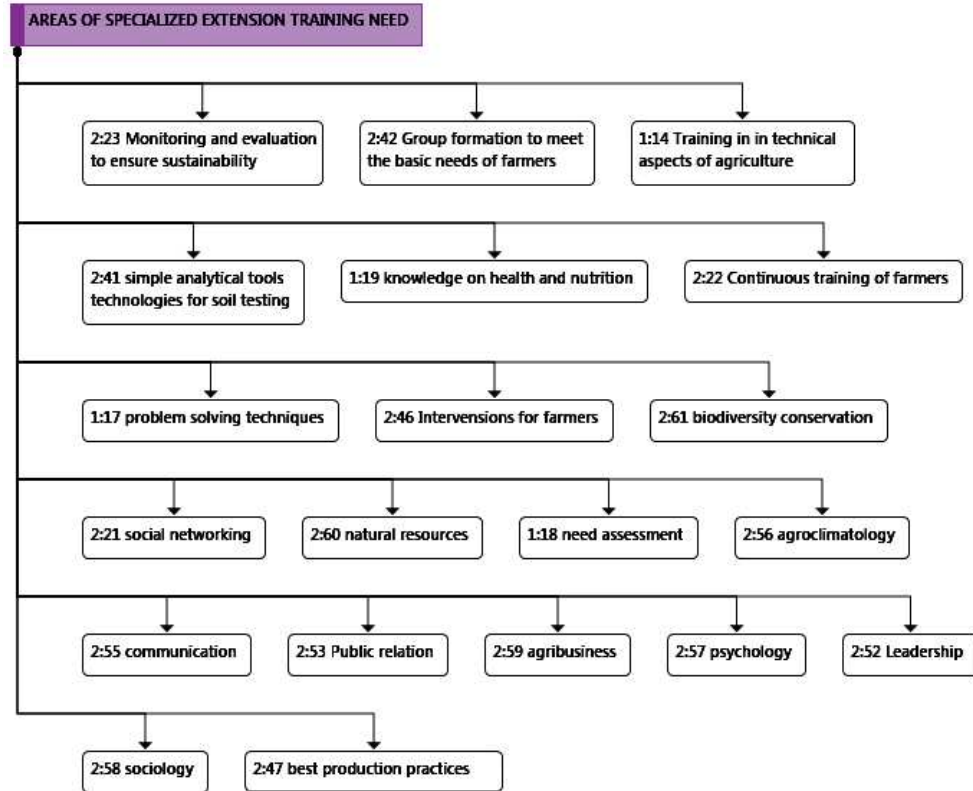 AREAS OF SPECIALIZED EXTENSION TRAINING NEED
2:23 Monitoring and evaluation
to ensure sustainability
2:42 Group formation to meet
the basic needs of farmers
1:14 Training in in technical
aspects of agriculture
2:41 simple analytical tools
technologies for soil testing
1:19 knowledge on health and nutrition
2:22 Continuous training of farmers
1:17 problem solving techniques
2:46 Intervensions for farmers
2:61 biodiversity conservation
2:21 social networking
2:60 natural resources
1:18 need assessment
2:56 agroclimatology
2:55 communication
2:53 Public relation
2:59 agribusiness
2:57 psychology
2:52 Leadership
2:58 sociology
2:47 best production practices